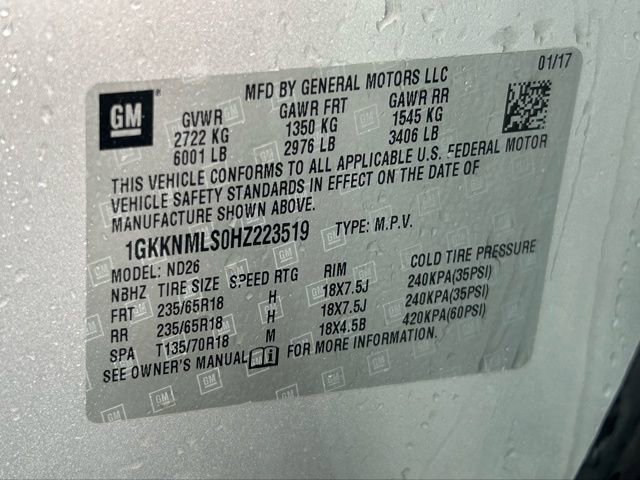 GM
MFD BY GENERAL MOTORS LLC 01/17
GVWR GAWR FRT GAWR RR
2722 KG 1350 KG 1545 KG
6001 LB 2976 LB 3406 LB
THIS VEHICLE CONFORMS TO ALL APPLICABLE U.S. FEDERAL MOTOR
VEHICLE SAFETY STANDARDS IN EFFECT ON THE DATE OF
MANUFACTURE SHOWN ABOVE.
1GKKNMLS0HZ223519 TYPE: M.P.V.
MODEL: ND26
NBHZ TIRE SIZE SPEED RTG RIM COLD TIRE PRESSURE
FRT 235/65R18 H 18X7.5J 240KPA(35PSI)
RR 235/65R18 H 18X7.5J 240KPA(35PSI)
SPA T135/70R18 M 18X4.5B 420KPA(60PSI)
SEE OWNER'S MANUAL FOR MORE INFORMATION.